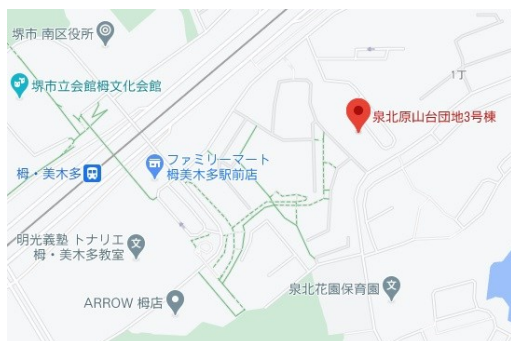 堺市 南区役所
1丁
堺市立会館栂文化会館
泉北原山台団地3号棟
ファミリーマート
栂美木多駅前店
栂・美木多
明光義塾 トナリエ
栂・美木多教室
泉北花園保育園
ARROW 栂店